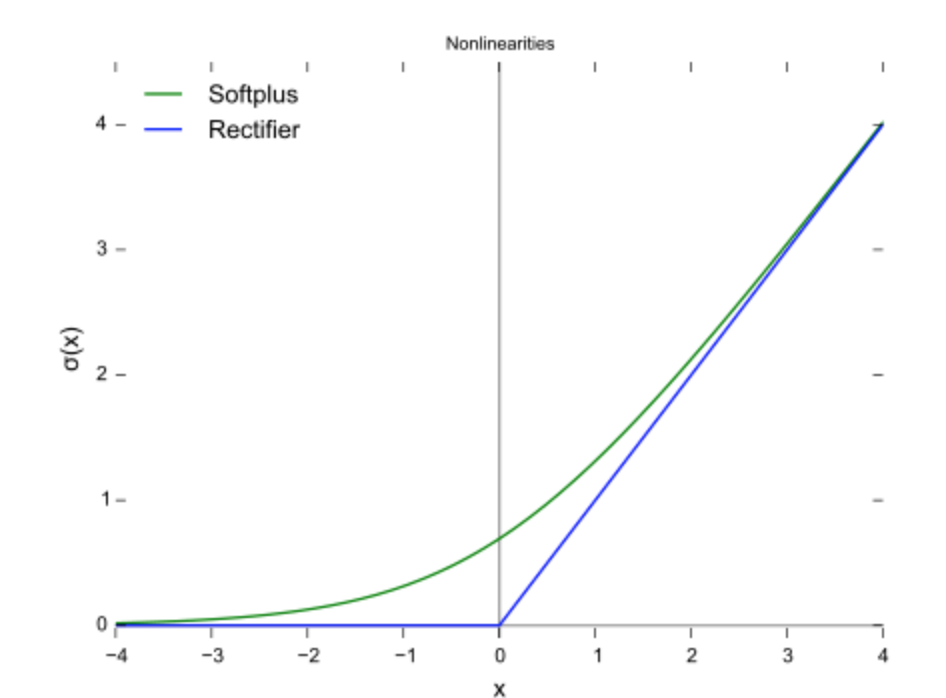 Nonlinearities
Softplus
Rectifier
4
3
2
1
0
σ(x)
−4 −3 −2 −1 0 1 2 3 4
x